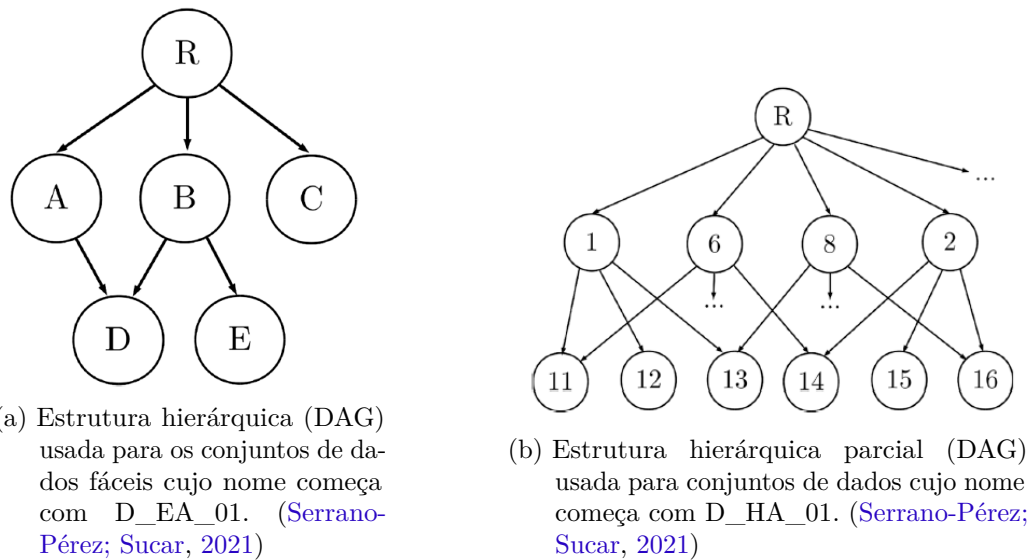 R
A B C
D E
(a) Estrutura hierárquica (DAG)
usada para os conjuntos de da-
dos fáceis cujo nome começa
com D_EA_01. (Serrano-
Pérez; Sucar, 2021)
R
...
1 6 8 2
... ...
11 12 13 14 15 16
(b) Estrutura hierárquica parcial (DAG)
usada para conjuntos de dados cujo nome
começa com D_HA_01. (Serrano-Pérez;
Sucar, 2021)